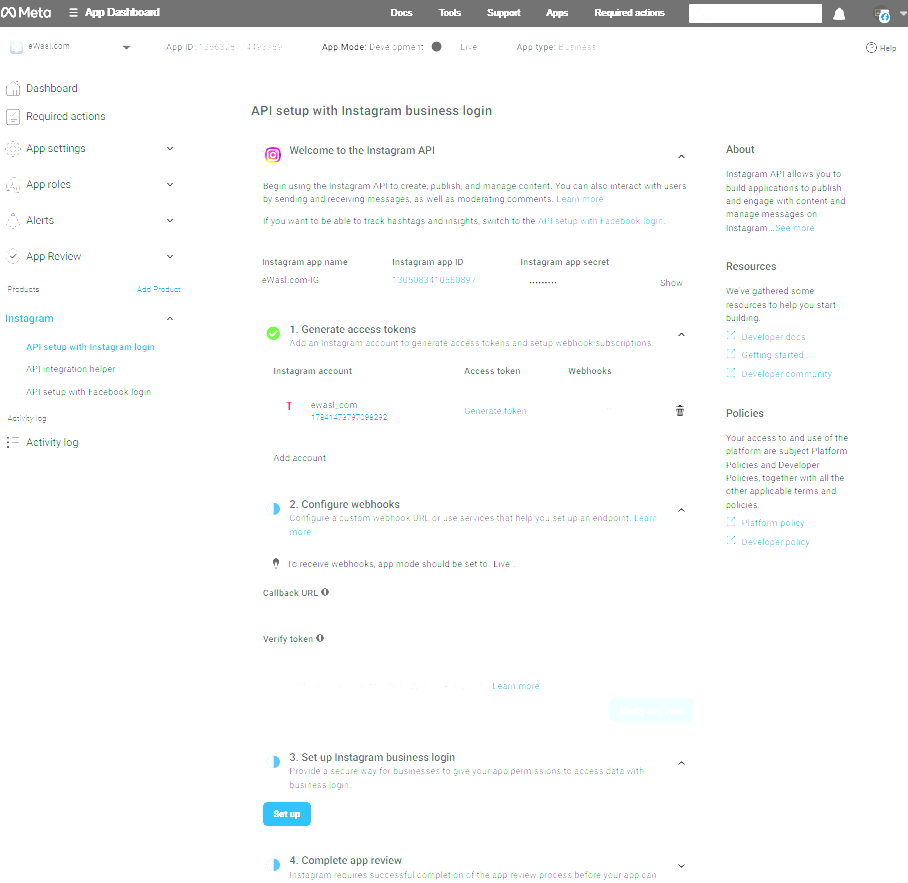 Meta
App Dashboard
Docs
Tools
Support
Apps
Required actions
eWasl.com
App ID:
App Mode: Development
Live
App type: Business
Help
Dashboard
Required actions
App settings
App roles
Alerts
App Review
Products
Add Product
Instagram
API setup with Instagram login
API integration helper
API setup with Facebook login
Activity log
Activity log
API setup with Instagram business login
Welcome to the Instagram API
Begin using the Instagram API to create, publish, and manage content. You can also interact with users
by sending and receiving messages, as well as moderating comments. Learn more
If you want to be able to track hashtags and insights, switch to the API setup with Facebook login.
Instagram app name
Instagram app ID
Instagram app secret
eWasl.com-IG
•••••••••
Show
1. Generate access tokens
Add an Instagram account to generate access tokens and setup webhook subscriptions.
Instagram account
Access token
Webhooks
T
ewasl_com
Generate token
Add account
2. Configure webhooks
Configure a custom webhook URL or use services that help you set up an endpoint. Learn
more
To receive webhooks, app mode should be set to Live
Callback URL
Verify token
Learn more
3. Set up Instagram business login
Provide a secure way for businesses to give your app permissions to access data with
business login.
Set up
4. Complete app review
Instagram requires successful completion of the app review process before your app can
About
Instagram API allows you to
build applications to publish
and engage with content and
manage messages on
Instagram...See more
Resources
We've gathered some
resources to help you start
building.
Developer docs
Getting started
Developer community
Policies
Your access to and use of the
platform are subject Platform
Policies and Developer
Policies, together with all the
other applicable terms and
policies.
Platform policy
Developer policy